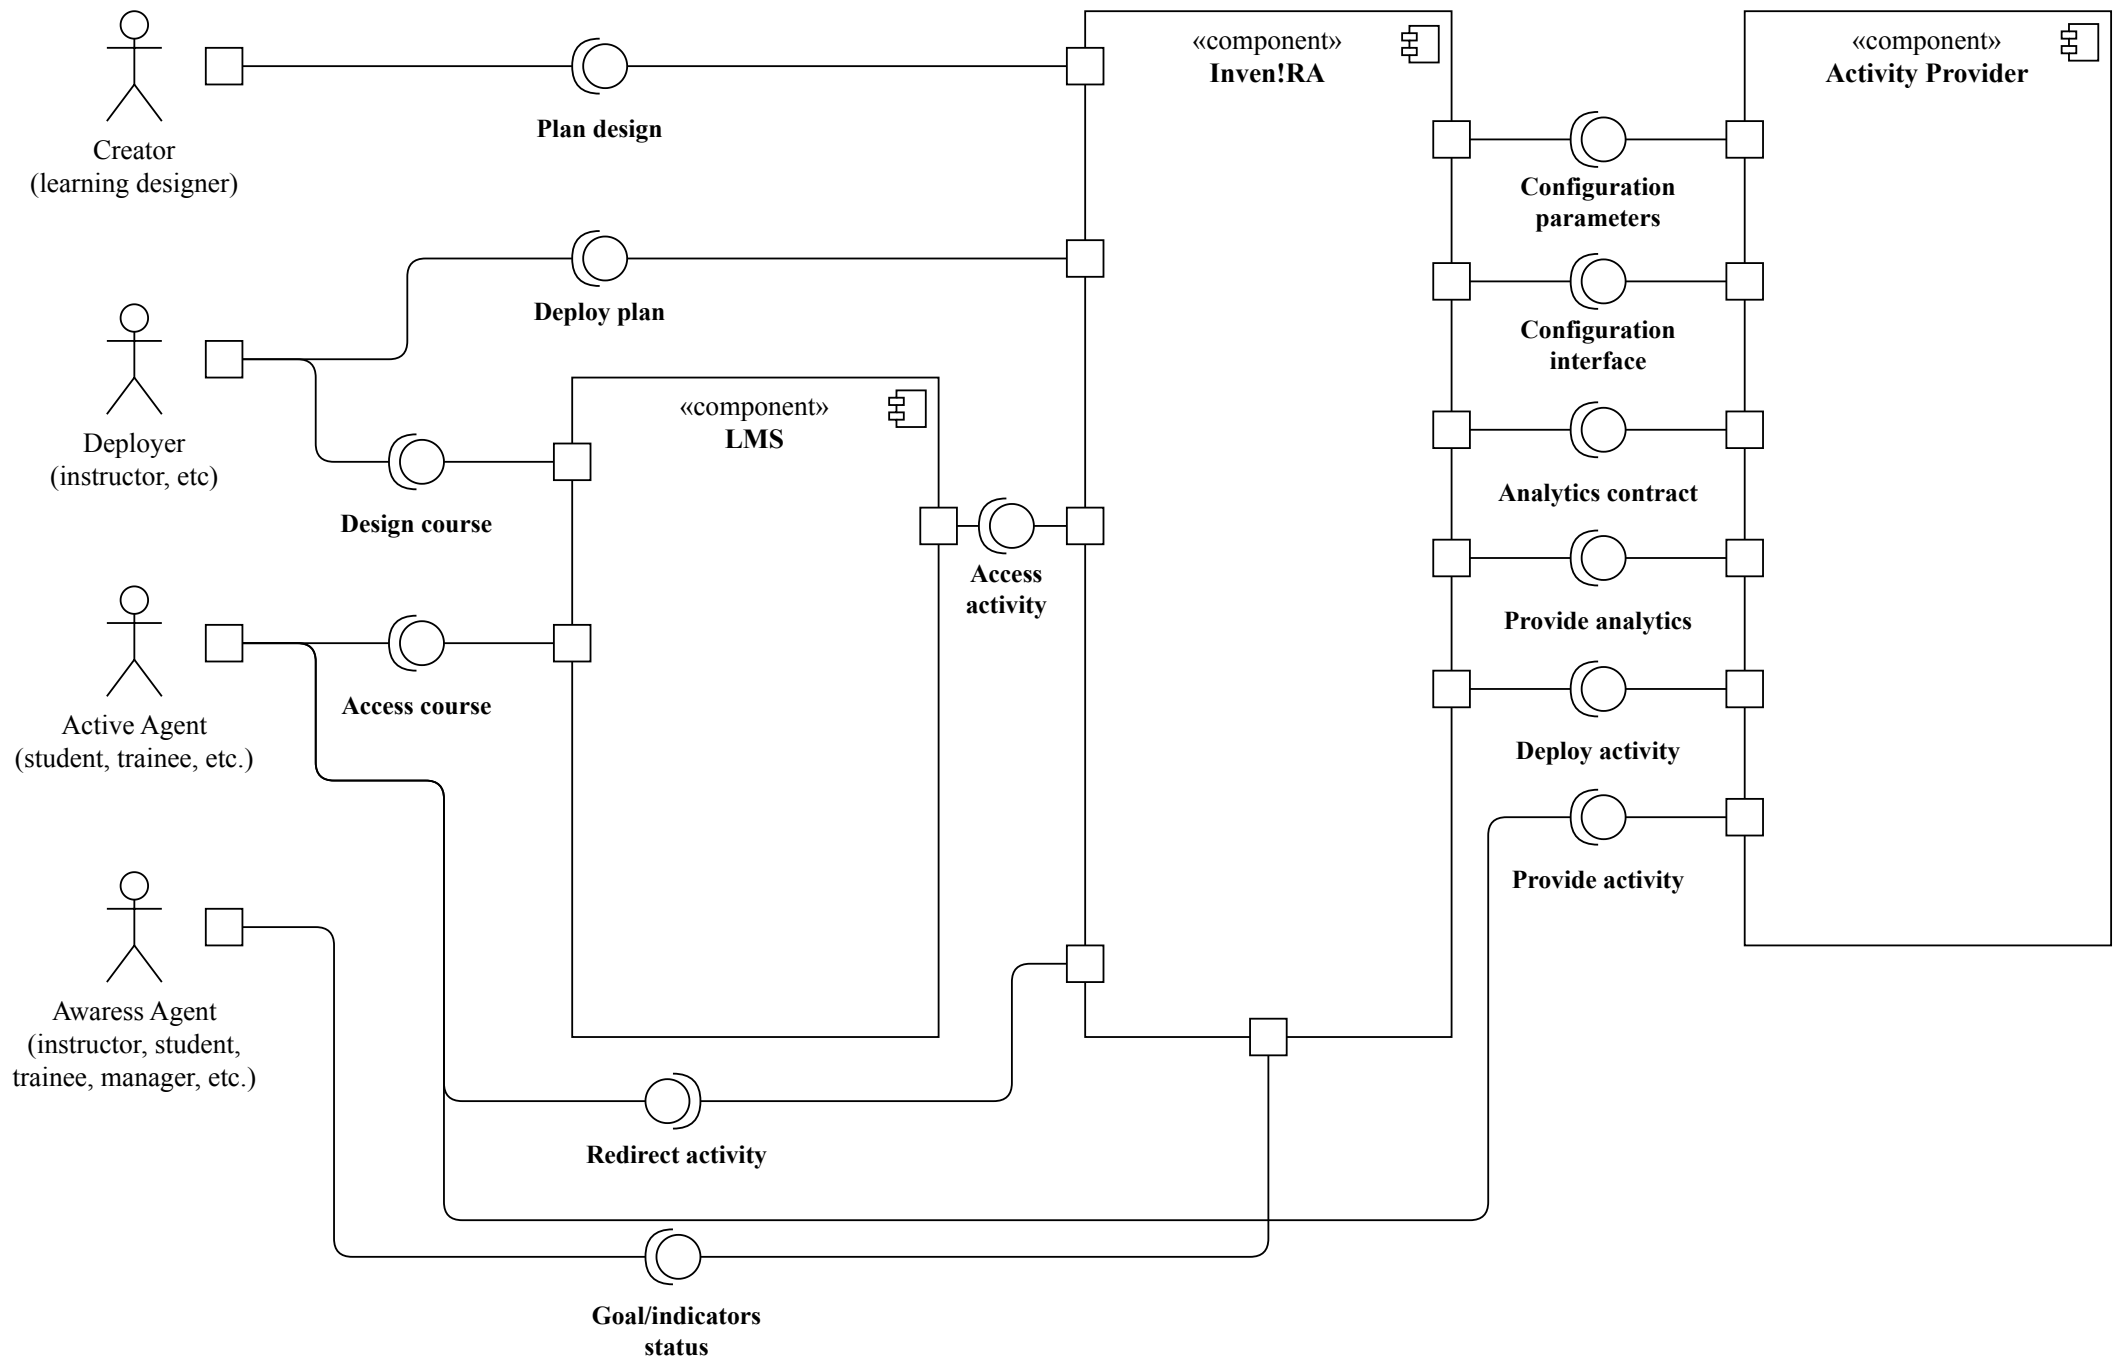 «component»
Inven!RA
«component»
Activity Provider
Plan design
Creator
(learning designer)
Configuration
parameters
Deploy plan
Configuration
interface
Deployer
(instructor, etc)
«component»
LMS
Analytics contract
Design course
Access
activity
Provide analytics
Access course
Active Agent
(student, trainee, etc.)
Deploy activity
Provide activity
Awaress Agent
(instructor, student,
trainee, manager, etc.)
Redirect activity
Goal/indicators
status